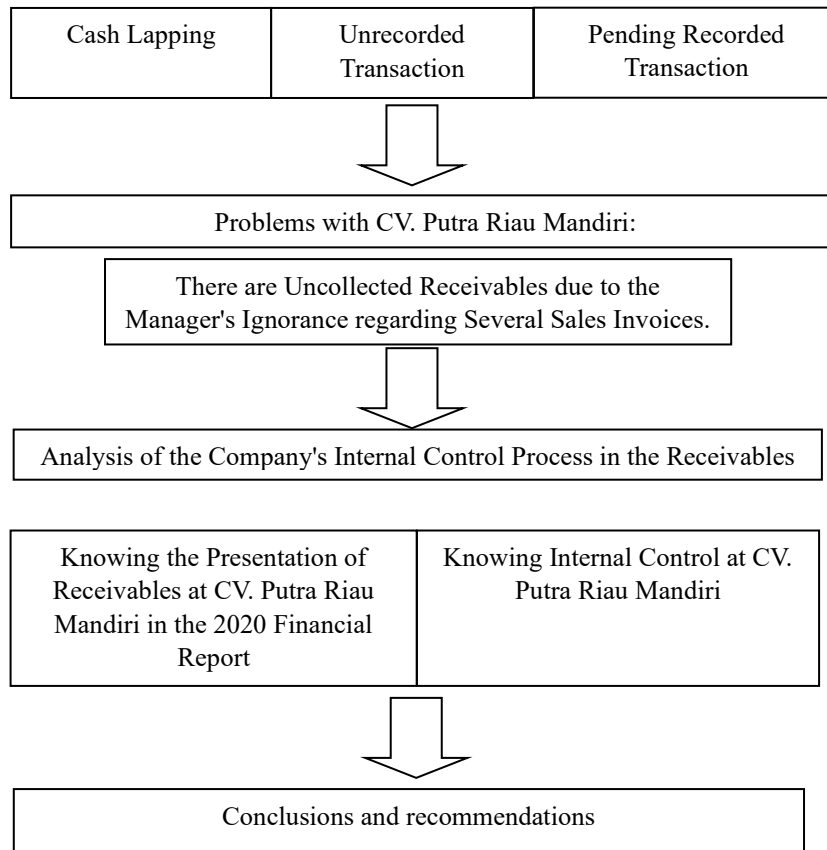 Cash Lapping
Unrecorded
Transaction
Pending Recorded
Transaction
Problems with CV. Putra Riau Mandiri:
There are Uncollected Receivables due to the
Manager's Ignorance regarding Several Sales Invoices.
Analysis of the Company's Internal Control Process in the Receivables
Knowing the Presentation of
Receivables at CV. Putra Riau
Mandiri in the 2020 Financial
Report
Knowing Internal Control at CV.
Putra Riau Mandiri
Conclusions and recommendations